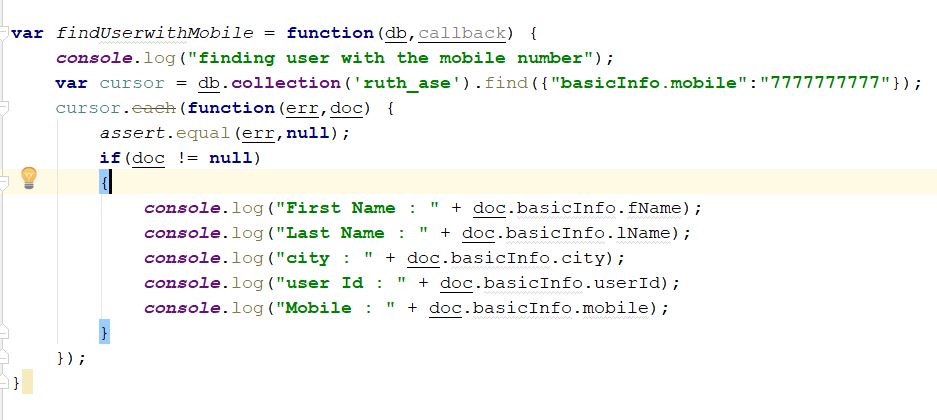 var findUserwithMobile = function(db,callback) {
    console.log("finding user with the mobile number");
    var cursor = db.collection('ruth_ase').find({"basicInfo.mobile":"7777777777"});
    cursor.each(function(err,doc) {
        assert.equal(err,null);
        if(doc != null)
        {
            console.log("First Name : " + doc.basicInfo.fName);
            console.log("Last Name : " + doc.basicInfo.lName);
            console.log("city : " + doc.basicInfo.city);
            console.log("user Id : " + doc.basicInfo.userId);
            console.log("Mobile : " + doc.basicInfo.mobile);
        }
    });
}